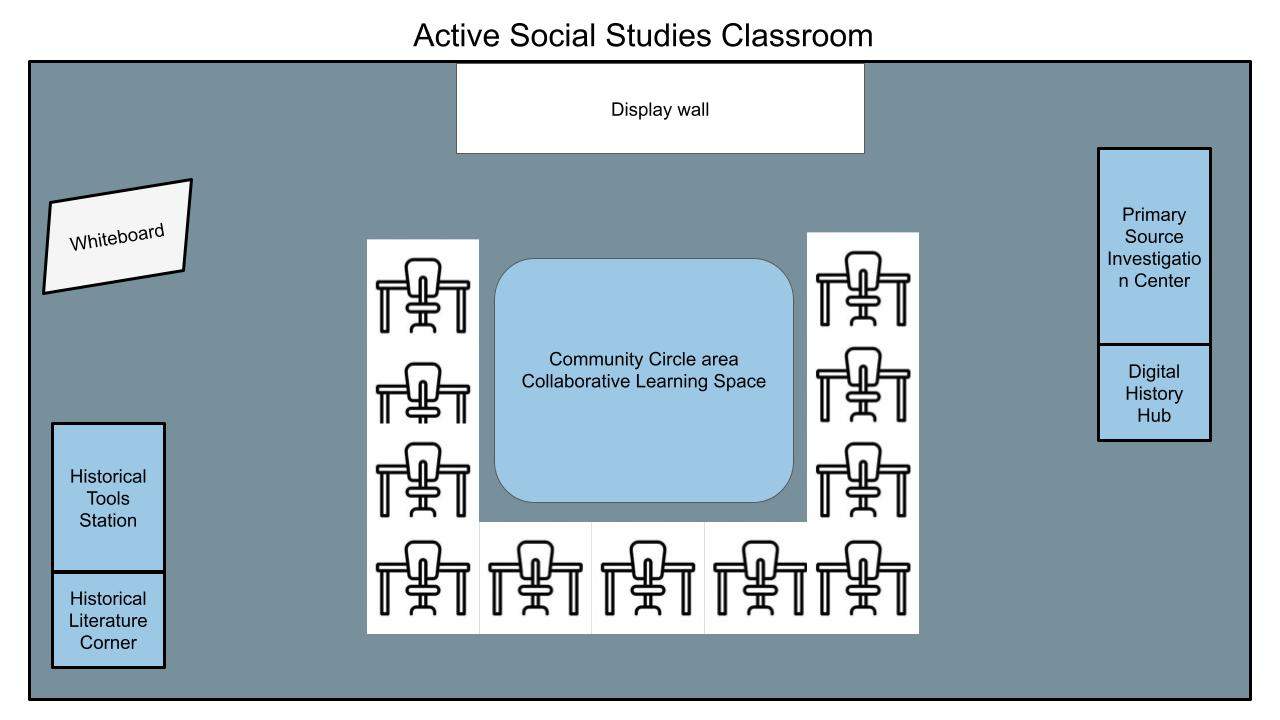 Active Social Studies Classroom
Display wall
Whiteboard
Primary
Source
Investigatio
n Center
Community Circle area
Collaborative Learning Space
Digital
History
Hub
Historical
Tools
Station
Historical
Literature
Corner